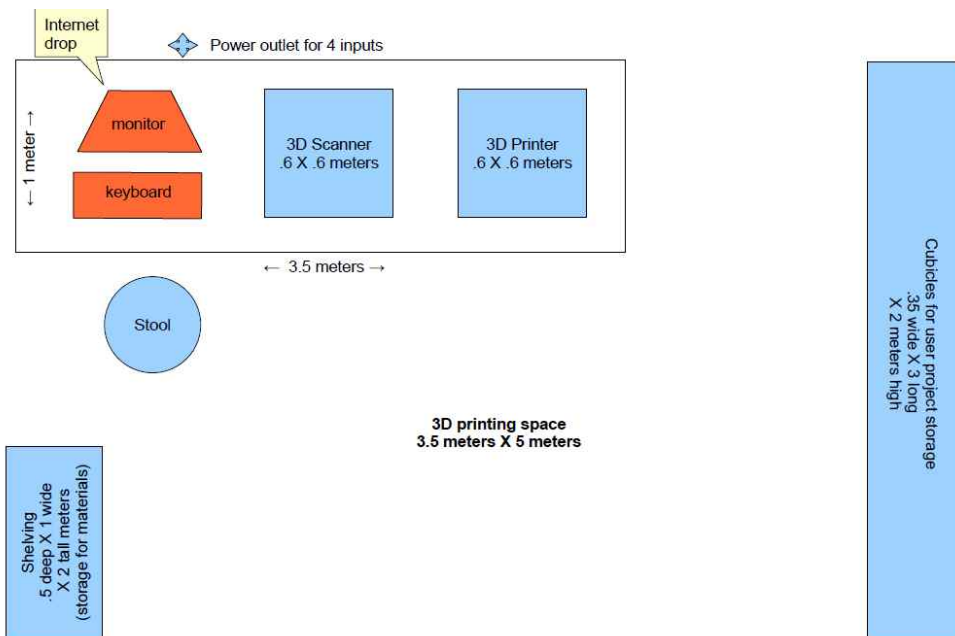 Internet
drop
Power outlet for 4 inputs
← 1 meter →
monitor
keyboard
3D Scanner
.6 X .6 meters
3D Printer
.6 X .6 meters
← 3.5 meters →
Stool
3D printing space
3.5 meters X 5 meters
Shelving
.5 deep X 1 wide
X 2 tall meters
(storage for materials)
Cubicles for user project storage
.35 wide X 3 long
X 2 meters high